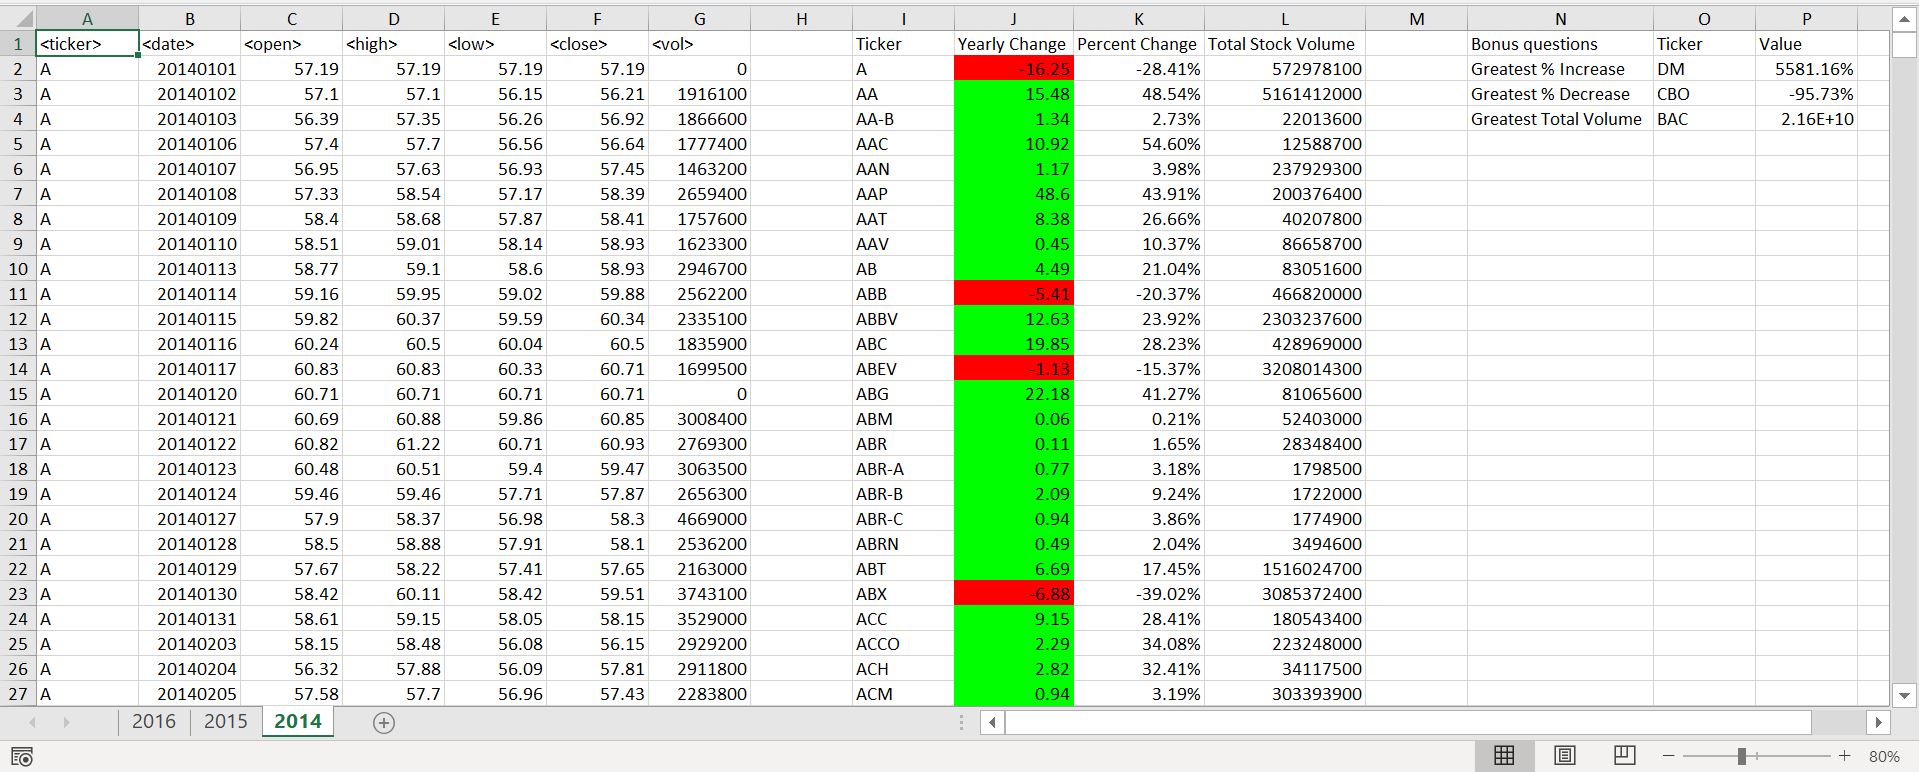 A B C D E F G H I J K L M N O P
1 <ticker> <date> <open> <high> <low> <close> <vol> Ticker Yearly Change Percent Change Total Stock Volume Bonus questions Ticker Value
2 A 20140101 57.19 57.19 57.19 57.19 0 A -16.25 -28.41% 572978100 Greatest % Increase DM 5581.16%
3 A 20140102 57.1 57.1 56.15 56.21 1916100 AA 15.48 48.54% 5161412000 Greatest % Decrease CBO -95.73%
4 A 20140103 56.39 57.35 56.26 56.92 1866600 AA-B 1.34 2.73% 22013600 Greatest Total Volume BAC 2.16E+10
5 A 20140106 57.4 57.7 56.56 56.64 1777400 AAC 10.92 54.60% 12588700
6 A 20140107 56.95 57.63 56.93 57.45 1463200 AAN 1.17 3.98% 237929300
7 A 20140108 57.33 58.54 57.17 58.39 2659400 AAP 48.6 43.91% 200376400
8 A 20140109 58.4 58.68 57.87 58.41 1757600 AAT 8.38 26.66% 40207800
9 A 20140110 58.51 59.01 58.14 58.93 1623300 AAV 0.45 10.37% 86658700
10 A 20140113 58.77 59.1 58.6 58.93 2946700 AB 4.49 21.04% 83051600
11 A 20140114 59.16 59.95 59.02 59.88 2562200 ABB -5.41 -20.37% 466820000
12 A 20140115 59.82 60.37 59.59 60.34 2335100 ABBV 12.63 23.92% 2303237600
13 A 20140116 60.24 60.5 60.04 60.5 1835900 ABC 19.85 28.23% 428969000
14 A 20140117 60.83 60.83 60.33 60.71 1699500 ABEV -1.13 -15.37% 3208014300
15 A 20140120 60.71 60.71 60.71 60.71 0 ABG 22.18 41.27% 81065600
16 A 20140121 60.69 60.88 59.86 60.85 3008400 ABM 0.06 0.21% 52403000
17 A 20140122 60.82 61.22 60.71 60.93 2769300 ABR 0.11 1.65% 28348400
18 A 20140123 60.48 60.51 59.4 59.47 3063500 ABR-A 0.77 3.18% 1798500
19 A 20140124 59.46 59.46 57.71 57.87 2656300 ABR-B 2.09 9.24% 1722000
20 A 20140127 57.9 58.37 56.98 58.3 4669000 ABR-C 0.94 3.86% 1774900
21 A 20140128 58.5 58.88 57.91 58.1 2536200 ABRN 0.49 2.04% 3494600
22 A 20140129 57.67 58.22 57.41 57.65 2163000 ABT 6.69 17.45% 1516024700
23 A 20140130 58.42 60.11 58.42 59.51 3743100 ABX -6.88 -39.02% 3085372400
24 A 20140131 58.61 59.15 58.05 58.15 3529000 ACC 9.15 28.41% 180543400
25 A 20140203 58.15 58.48 56.08 56.15 2929200 ACCO 2.29 34.08% 223248000
26 A 20140204 56.32 57.88 56.09 57.81 2911800 ACH 2.82 32.41% 34117500
27 A 20140205 57.58 57.7 56.96 57.43 2283800 ACM 0.94 3.19% 303393900
2016 2015 2014
80%